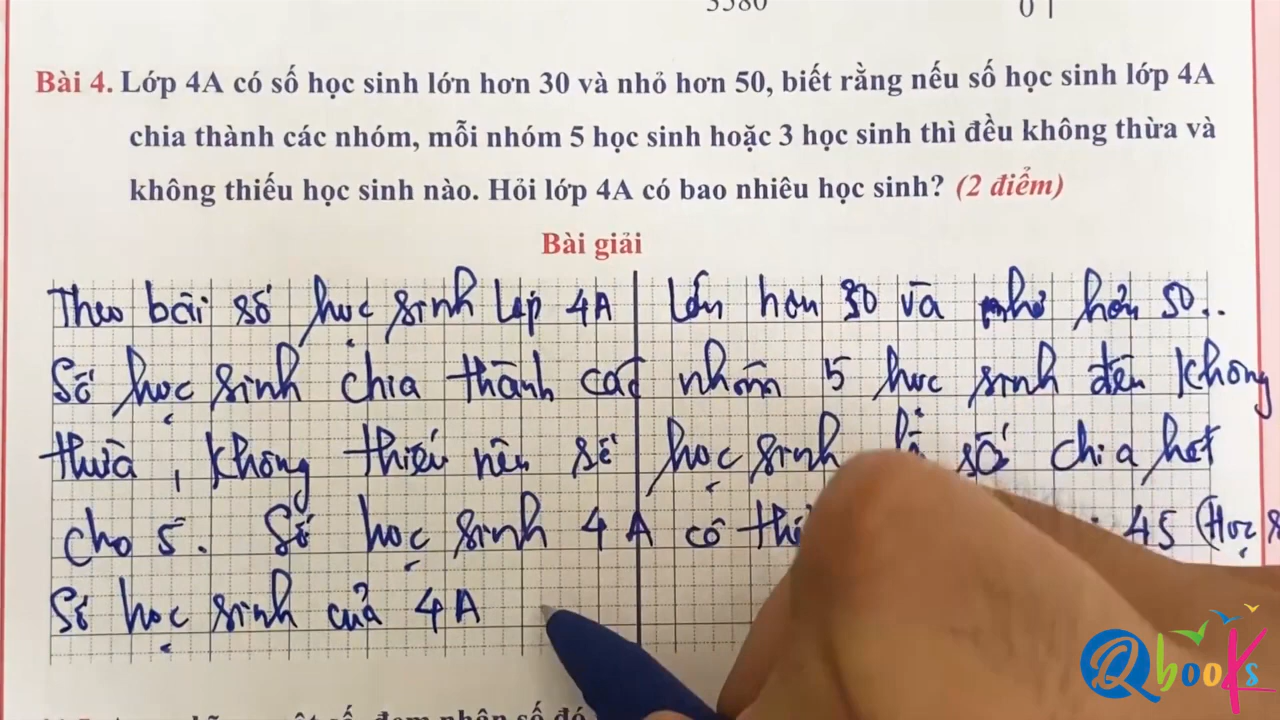 3580
0 1
Bài 4. Lớp 4A có số học sinh lớn hơn 30 và nhỏ hơn 50, biết rằng nếu số học sinh lớp 4A
chia thành các nhóm, mỗi nhóm 5 học sinh hoặc 3 học sinh thì đều không thừa và
không thiếu học sinh nào. Hỏi lớp 4A có bao nhiêu học sinh? (2 điểm)
Bài giải
Theo bài số học sinh lớp 4A lớn hơn 30 và nhỏ hơn 50.
Số học sinh chia thành các nhóm 5 học sinh đều không
thừa, không thiếu nên số học sinh là số chia hết
cho 5. Số học sinh 4A có thể 45 (Học s
Số học sinh của 4A
Qbooks